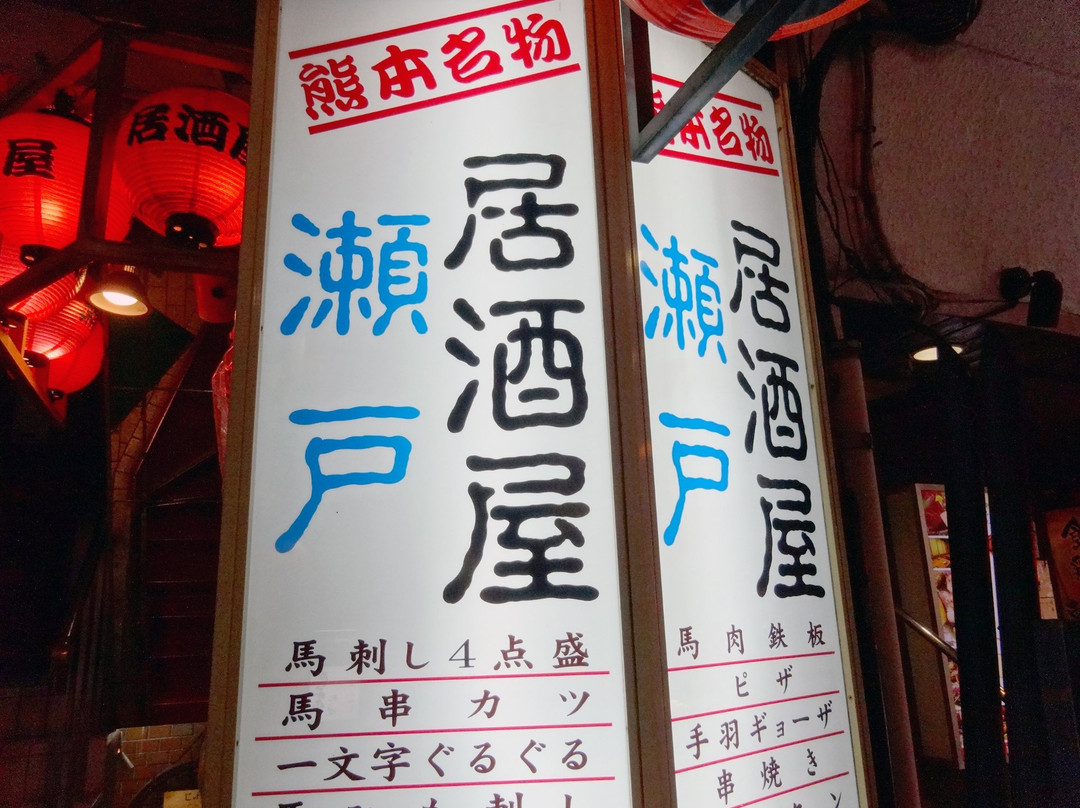 熊本名物
居酒屋
瀬戸
馬刺し4点盛
馬串カツ
一文字ぐるぐる
本名物
居酒屋
瀬戸
馬肉鉄板
ピザ
手羽ギョーザ
串焼き
屋
居酒屋